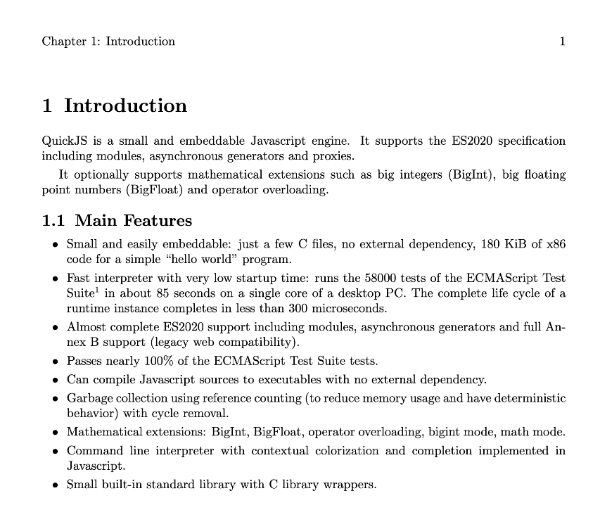 Chapter 1: Introduction 1
1 Introduction
QuickJS is a small and embeddable Javascript engine. It supports the ES2020 specification
including modules, asynchronous generators and proxies.
It optionally supports mathematical extensions such as big integers (BigInt), big floating
point numbers (BigFloat) and operator overloading.
1.1 Main Features
• Small and easily embeddable: just a few C files, no external dependency, 180 KiB of x86
code for a simple “hello world” program.
• Fast interpreter with very low startup time: runs the 58000 tests of the ECMAScript Test
Suite¹ in about 85 seconds on a single core of a desktop PC. The complete life cycle of a
runtime instance completes in less than 300 microseconds.
• Almost complete ES2020 support including modules, asynchronous generators and full An-
nex B support (legacy web compatibility).
• Passes nearly 100% of the ECMAScript Test Suite tests.
• Can compile Javascript sources to executables with no external dependency.
• Garbage collection using reference counting (to reduce memory usage and have deterministic
behavior) with cycle removal.
• Mathematical extensions: BigInt, BigFloat, operator overloading, bigint mode, math mode.
• Command line interpreter with contextual colorization and completion implemented in
Javascript.
• Small built-in standard library with C library wrappers.